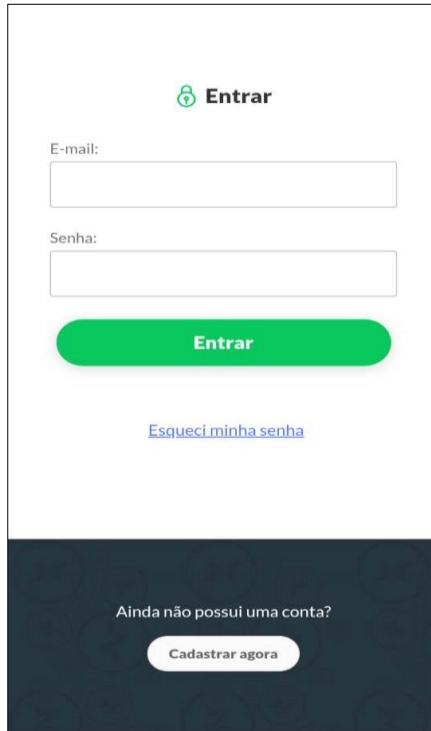 Entrar
E-mail:
Senha:
Entrar
Esqueci minha senha
Ainda não possui uma conta?
Cadastrar agora